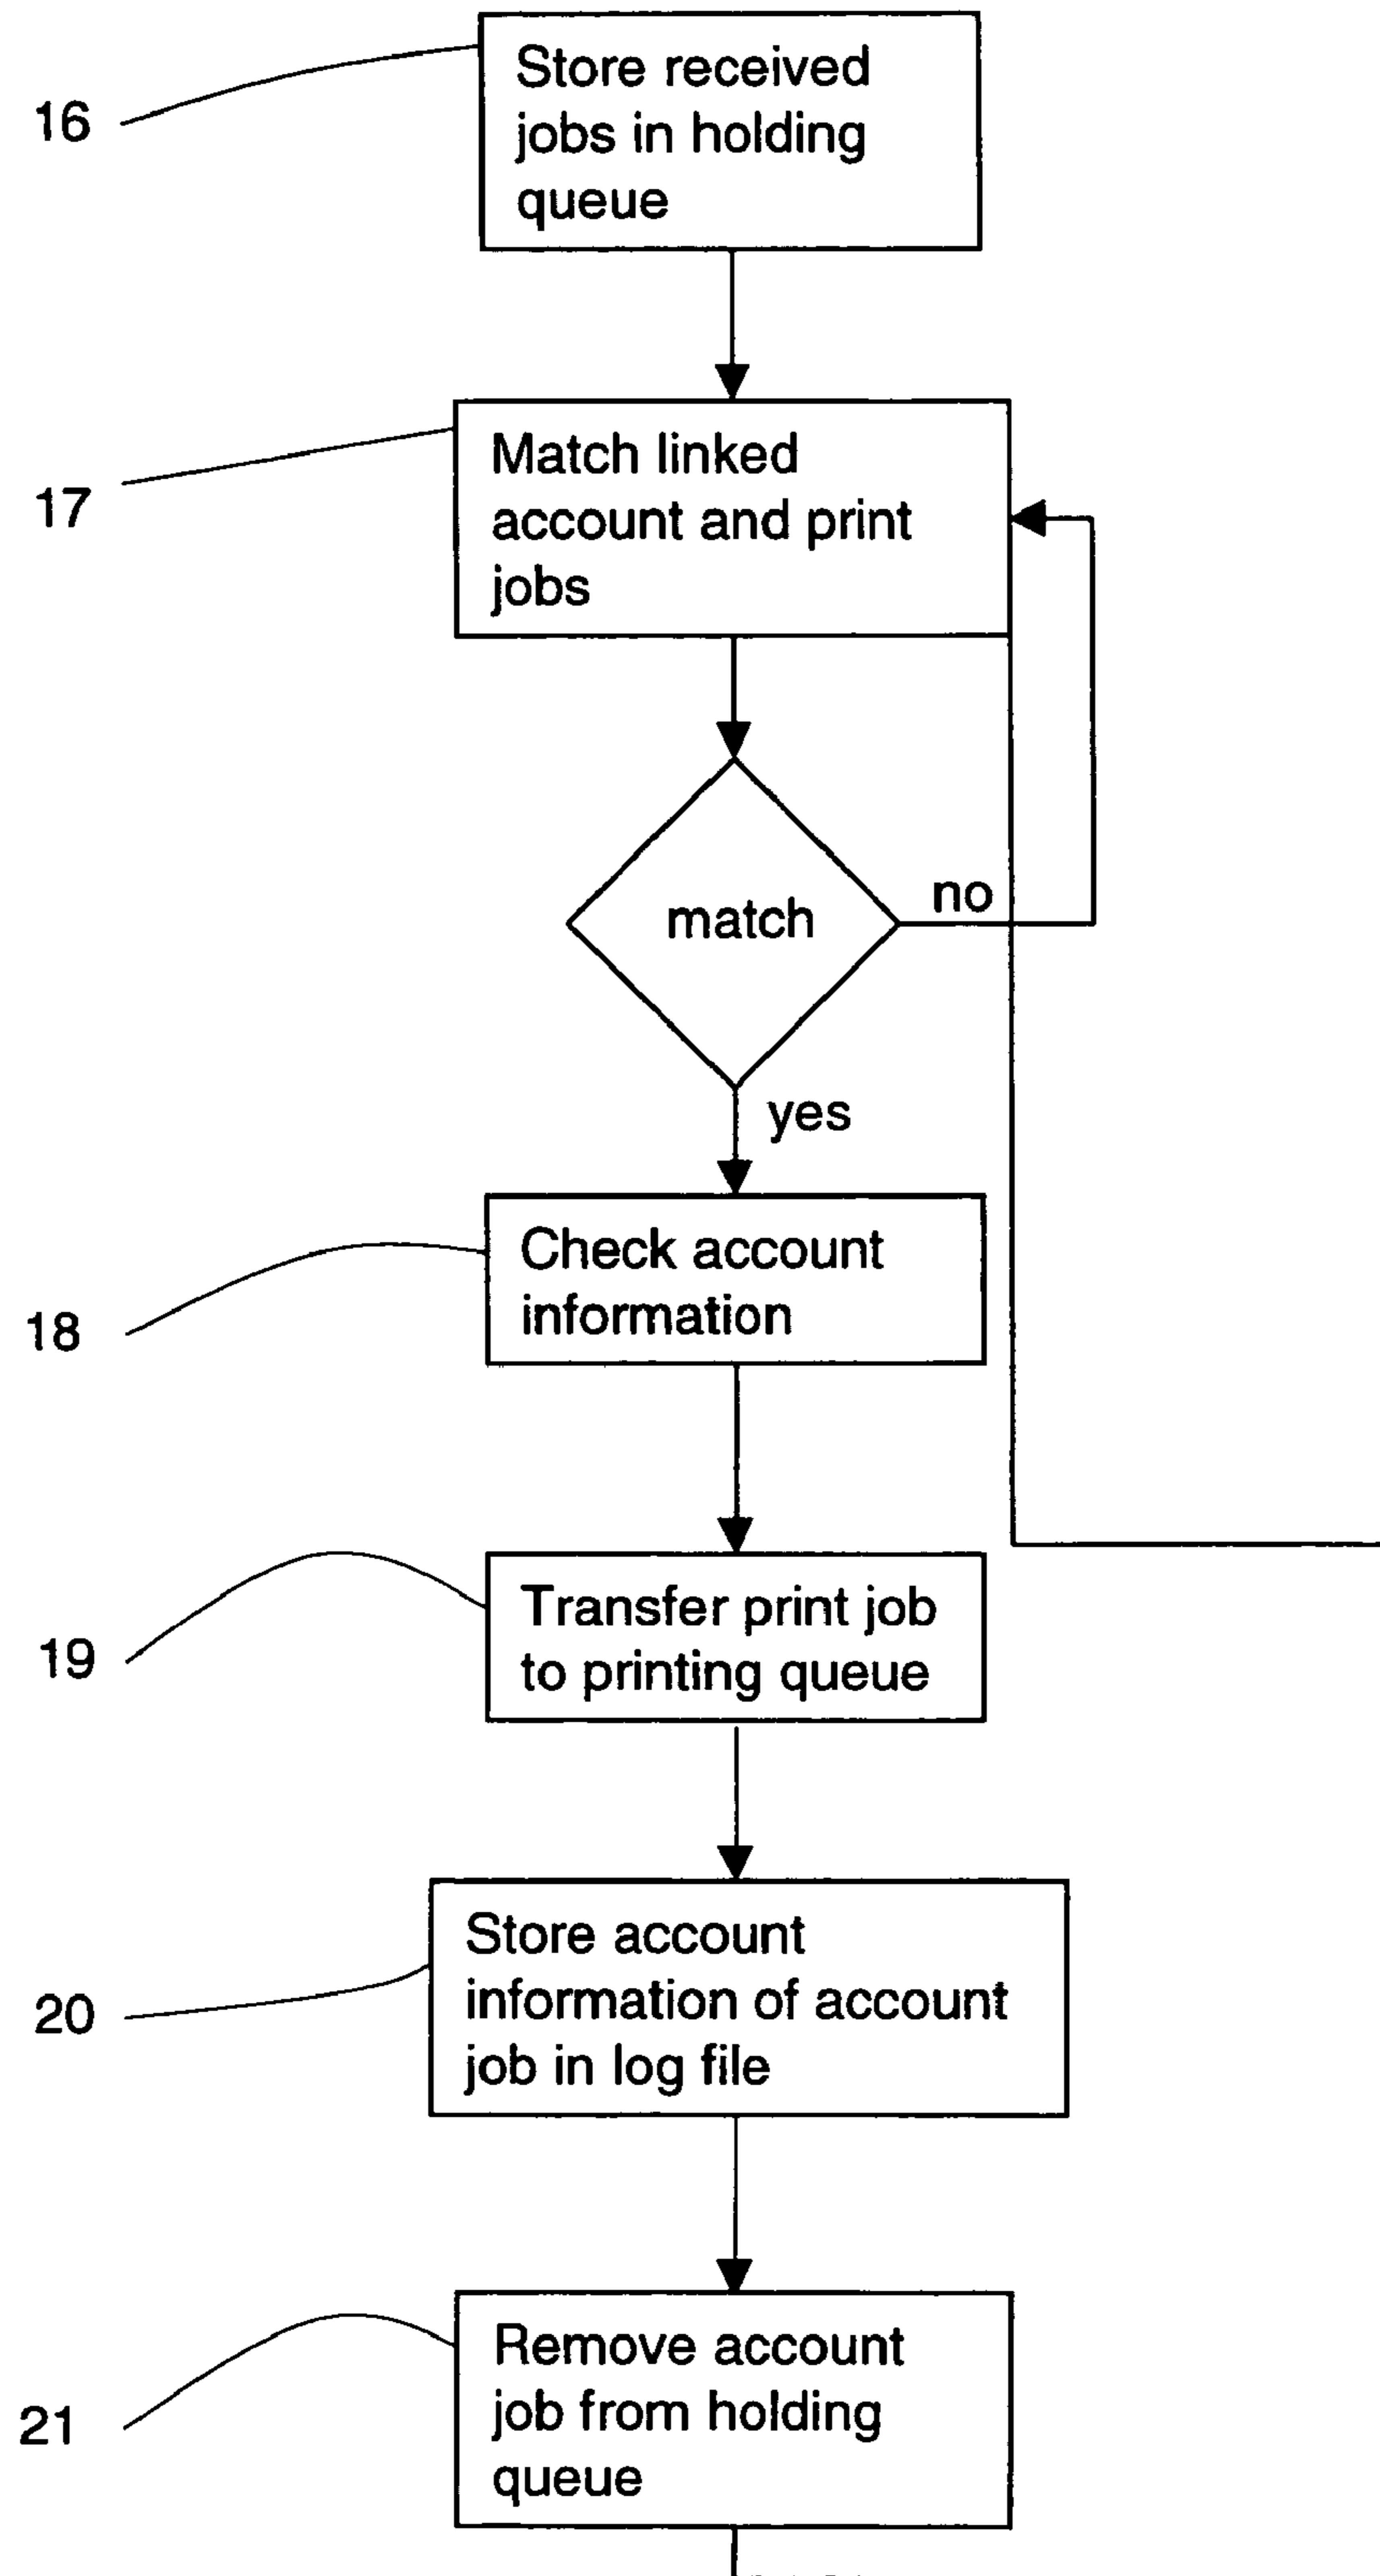 16
Store received
jobs in holding
queue
17
Match linked
account and print
jobs
match
no
yes
18
Check account
information
19
Transfer print job
to printing queue
20
Store account
information of account
job in log file
21
Remove account
job from holding
queue